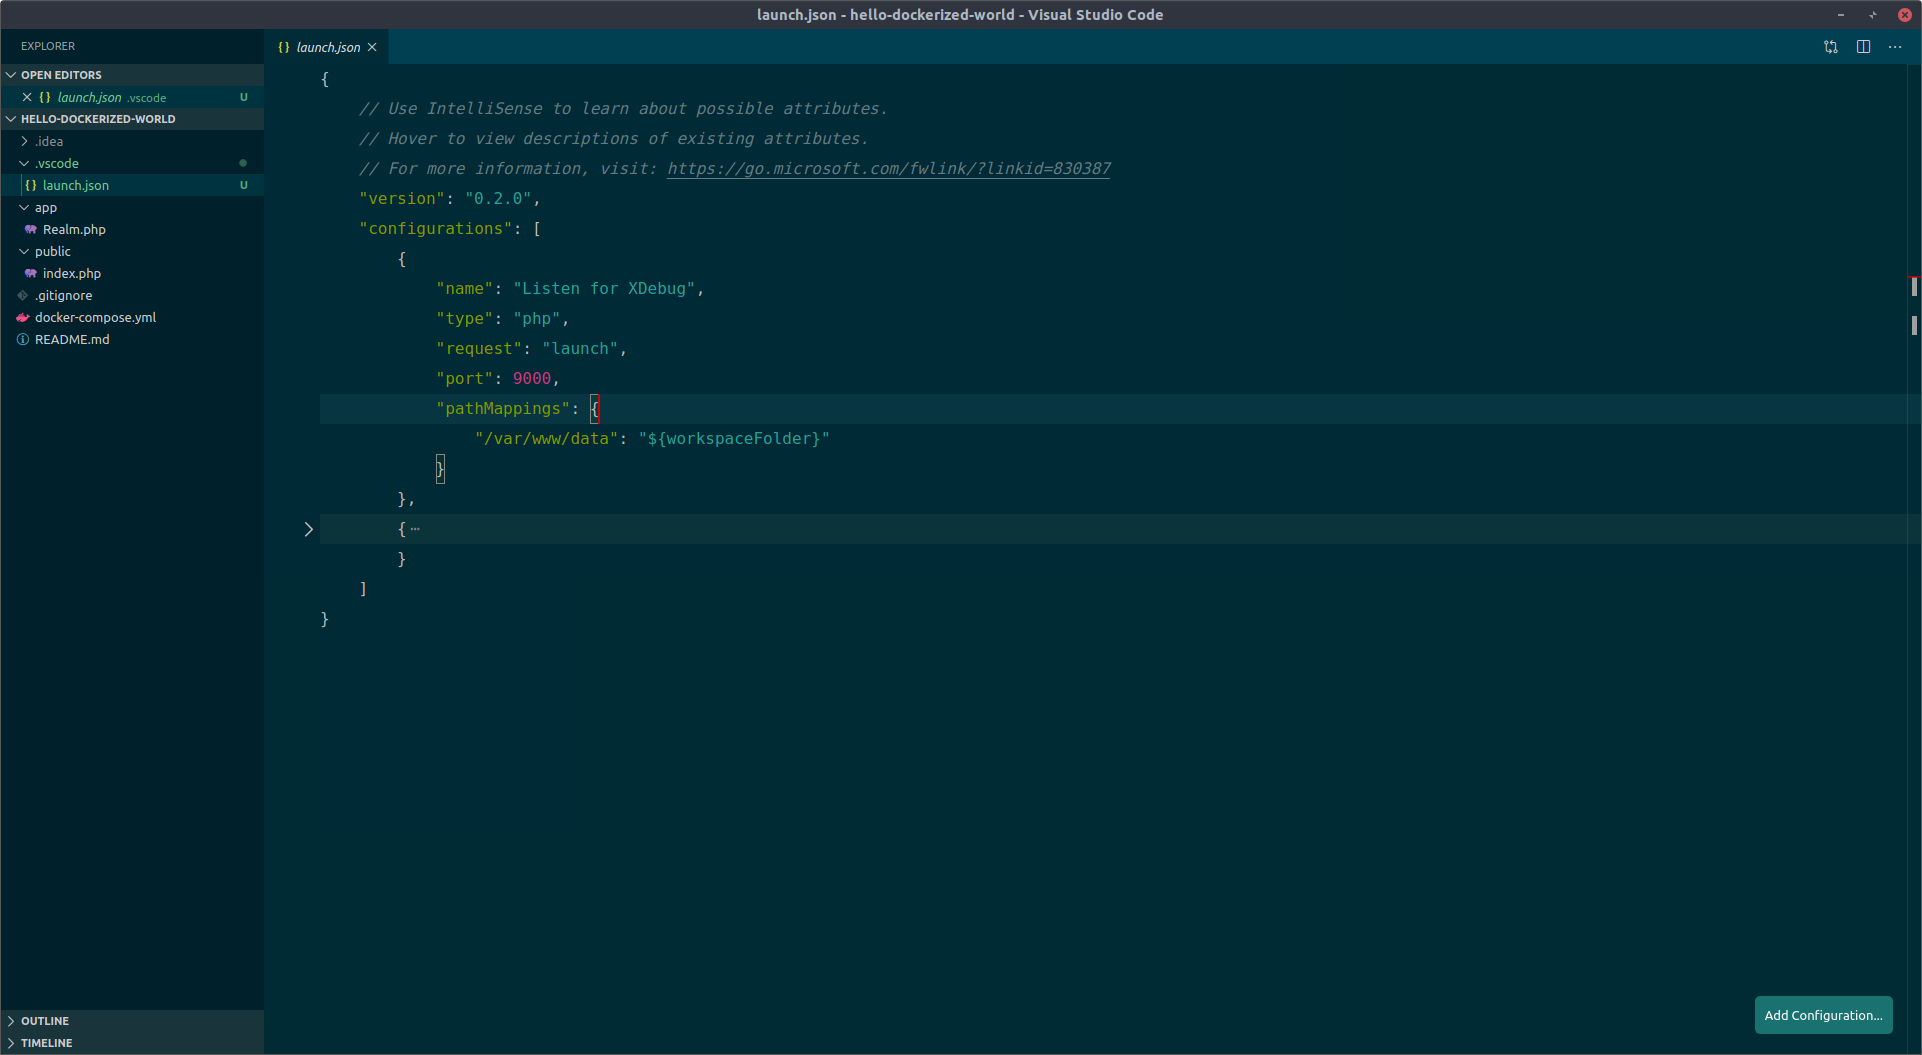 launch.json - hello-dockerized-world - Visual Studio Code
EXPLORER
OPEN EDITORS
launch.json .vscode U
HELLO-DOCKERIZED-WORLD
.idea
.vscode
launch.json U
app
Realm.php
public
index.php
.gitignore
docker-compose.yml
README.md
OUTLINE
TIMELINE
{} launch.json
{
// Use IntelliSense to learn about possible attributes.
// Hover to view descriptions of existing attributes.
// For more information, visit: https://go.microsoft.com/fwlink/?linkid=830387
"version": "0.2.0",
"configurations": [
{
"name": "Listen for XDebug",
"type": "php",
"request": "launch",
"port": 9000,
"pathMappings": {
"/var/www/data": "${workspaceFolder}"
}
},
{ ⋯
}
]
}
Add Configuration...